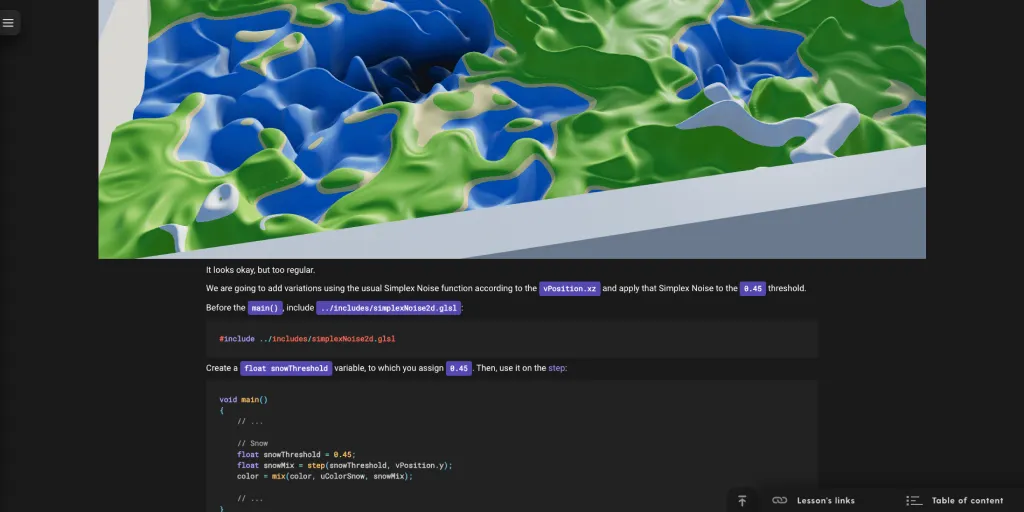 It looks okay, but too regular.
We are going to add variations using the usual Simplex Noise function according to the vPosition.xz and apply that Simplex Noise to the 0.45 threshold.
Before the main(), include ../includes/simplexNoise2d.glsl:
#include ../includes/simplexNoise2d.glsl
Create a float snowThreshold variable, to which you assign 0.45. Then, use it on the step:
void main()
{
    // ...
    // Snow
    float snowThreshold = 0.45;
    float snowMix = step(snowThreshold, vPosition.y);
    color = mix(color, uColorSnow, snowMix);
    // ...
}
Lesson's links
Table of content